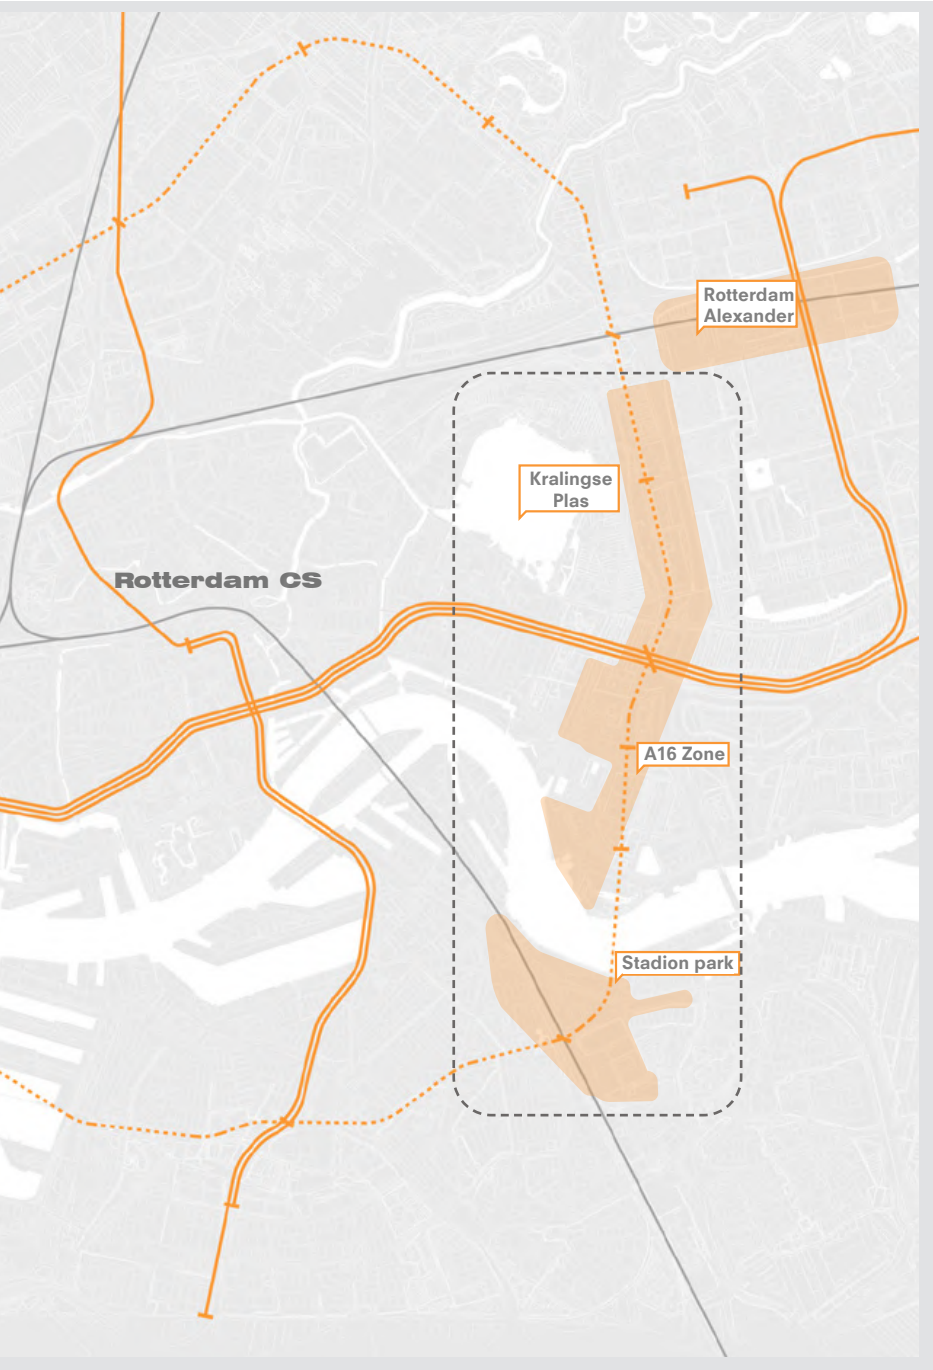 Rotterdam
Alexander
Kralingse
Plas
Rotterdam CS
A16 Zone
Stadion park